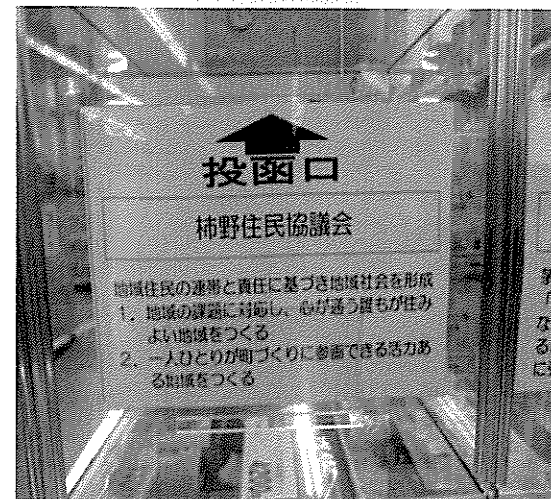 投函口
柿野住民協議会
地域住民の連帯と責任に基づき地域社会を形成
1. 地域の課題に対応し、心が通う誰もが住み
よい地域をつくる
2. 一人ひとりが町づくりに参画できる活力あ
る地域をつくる